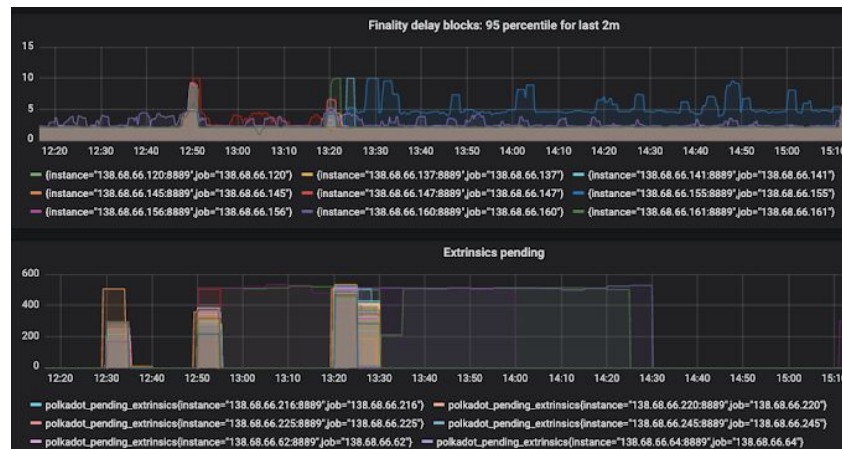 Finality delay blocks: 95 percentile for last 2m
15
10
5
0
12:20 12:30 12:40 12:50 13:00 13:10 13:20 13:30 13:40 13:50 14:00 14:10 14:20 14:30 14:40 14:50 15:00 15:10
{instance="138.68.66.120:8889",job="138.68.66.120"} {instance="138.68.66.137:8889",job="138.68.66.137"} {instance="138.68.66.141:8889",job="138.68.66.141"}
{instance="138.68.66.145:8889",job="138.68.66.145"} {instance="138.68.66.147:8889",job="138.68.66.147"} {instance="138.68.66.155:8889",job="138.68.66.155"}
{instance="138.68.66.156:8889",job="138.68.66.156"} {instance="138.68.66.160:8889",job="138.68.66.160"} {instance="138.68.66.161:8889",job="138.68.66.161"}
Extrinsics pending
600
400
200
0
12:20 12:30 12:40 12:50 13:00 13:10 13:20 13:30 13:40 13:50 14:00 14:10 14:20 14:30 14:40 14:50 15:00 15:10
polkadot_pending_extrinsics{instance="138.68.66.216:8889",job="138.68.66.216"} polkadot_pending_extrinsics{instance="138.68.66.220:8889",job="138.68.66.220"}
polkadot_pending_extrinsics{instance="138.68.66.225:8889",job="138.68.66.225"} polkadot_pending_extrinsics{instance="138.68.66.245:8889",job="138.68.66.245"}
polkadot_pending_extrinsics{instance="138.68.66.62:8889",job="138.68.66.62"} polkadot_pending_extrinsics{instance="138.68.66.64:8889",job="138.68.66.64"}